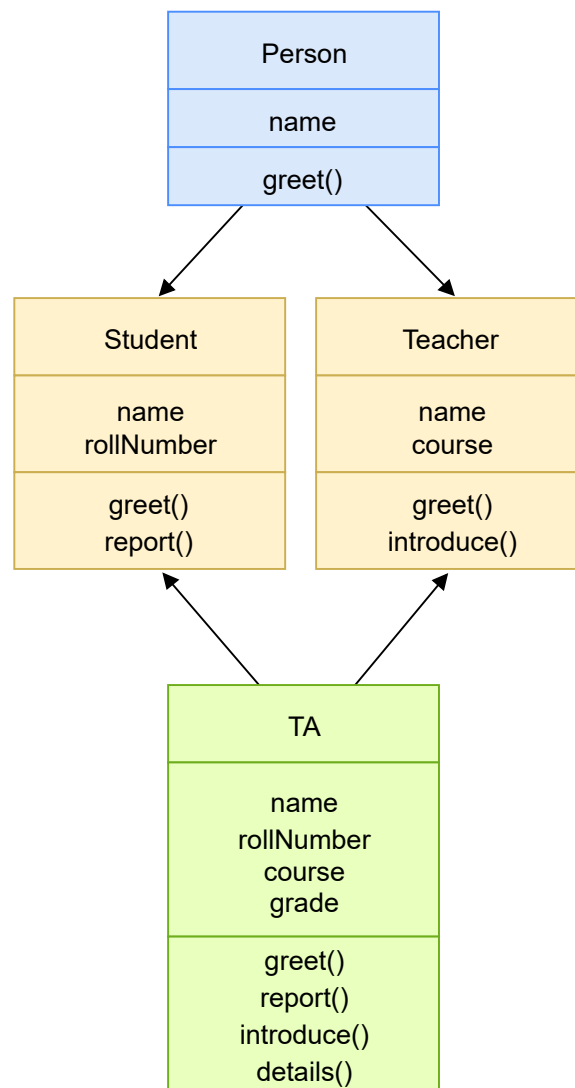 Person
name
greet()
Student
name
rollNumber
greet()
report()
Teacher
name
course
greet()
introduce()
TA
name
rollNumber
course
grade
greet()
report()
introduce()
details()